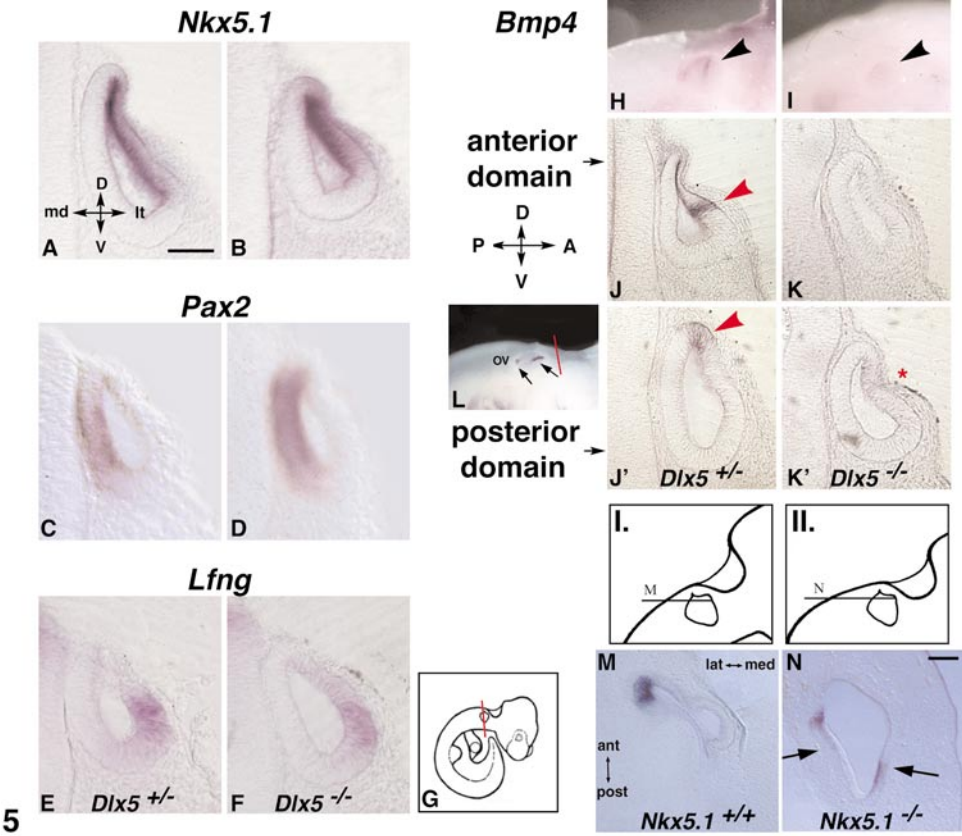 Nkx5.1
A
B
D
md
lt
V
Pax2
C
D
Lfng
E
Dlx5 +/-
F
Dlx5 -/-
G
5
Bmp4
H
I
anterior
domain
D
P
A
V
J
K
L
ov
posterior
domain
J'
Dlx5 +/-
K'
*
Dlx5 -/-
I.
M
II.
N
M
lat
med
ant
post
Nkx5.1 +/+
N
Nkx5.1 -/-